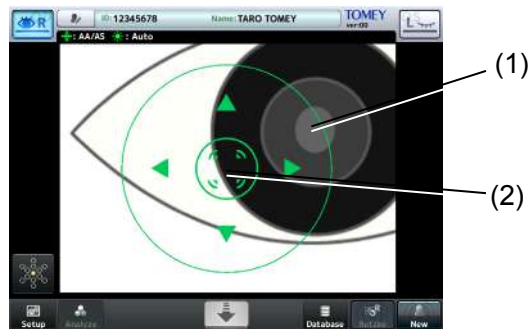 R ID: 12345678 Name: TARO TOMEY TOMEY ver:00 L
: AA/AS : Auto
(1)
(2)
Setup Analyze Database New